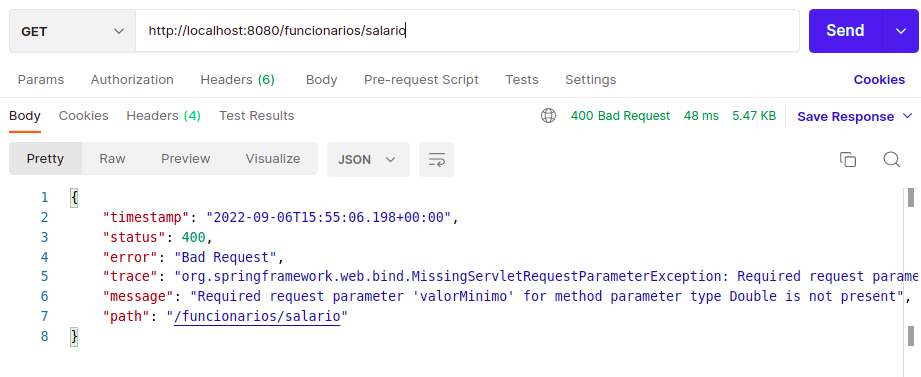 GET http://localhost:8080/funcionarios/salario Send
Params Authorization Headers (6) Body Pre-request Script Tests Settings Cookies
Body Cookies Headers (4) Test Results 400 Bad Request 48 ms 5.47 KB Save Response
Pretty Raw Preview Visualize JSON
1 {
2 "timestamp": "2022-09-06T15:55:06.198+00:00",
3 "status": 400,
4 "error": "Bad Request",
5 "trace": "org.springframework.web.bind.MissingServletRequestParameterException: Required request parame
6 "message": "Required request parameter 'valorMinimo' for method parameter type Double is not present",
7 "path": "/funcionarios/salario"
8 }